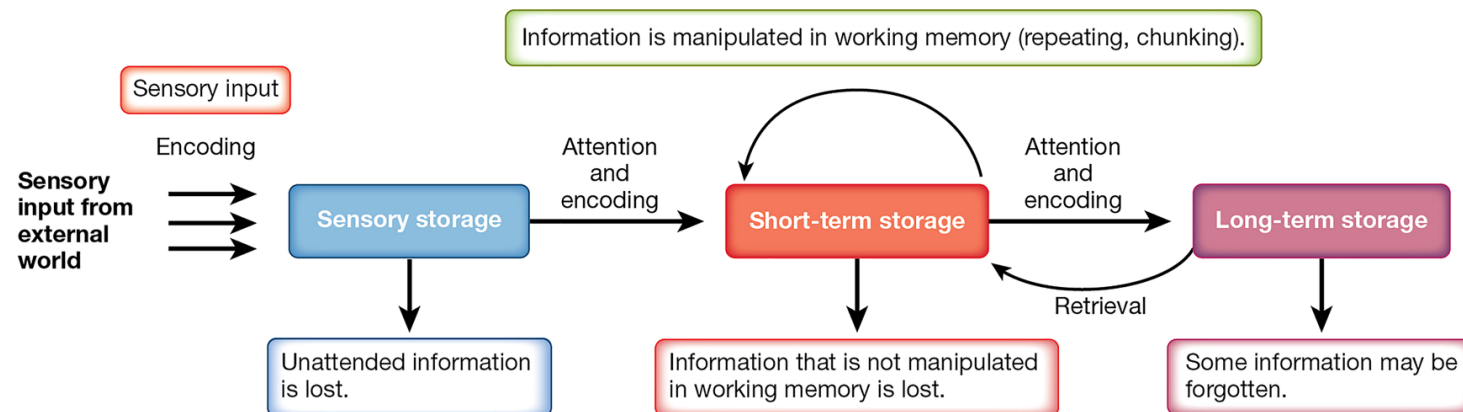 Information is manipulated in working memory (repeating, chunking).
Sensory input
Encoding
Sensory
input from
external
world
Sensory storage
Attention
and
encoding
Short-term storage
Attention
and
encoding
Long-term storage
Retrieval
Unattended information
is lost.
Information that is not manipulated
in working memory is lost.
Some information may be
forgotten.